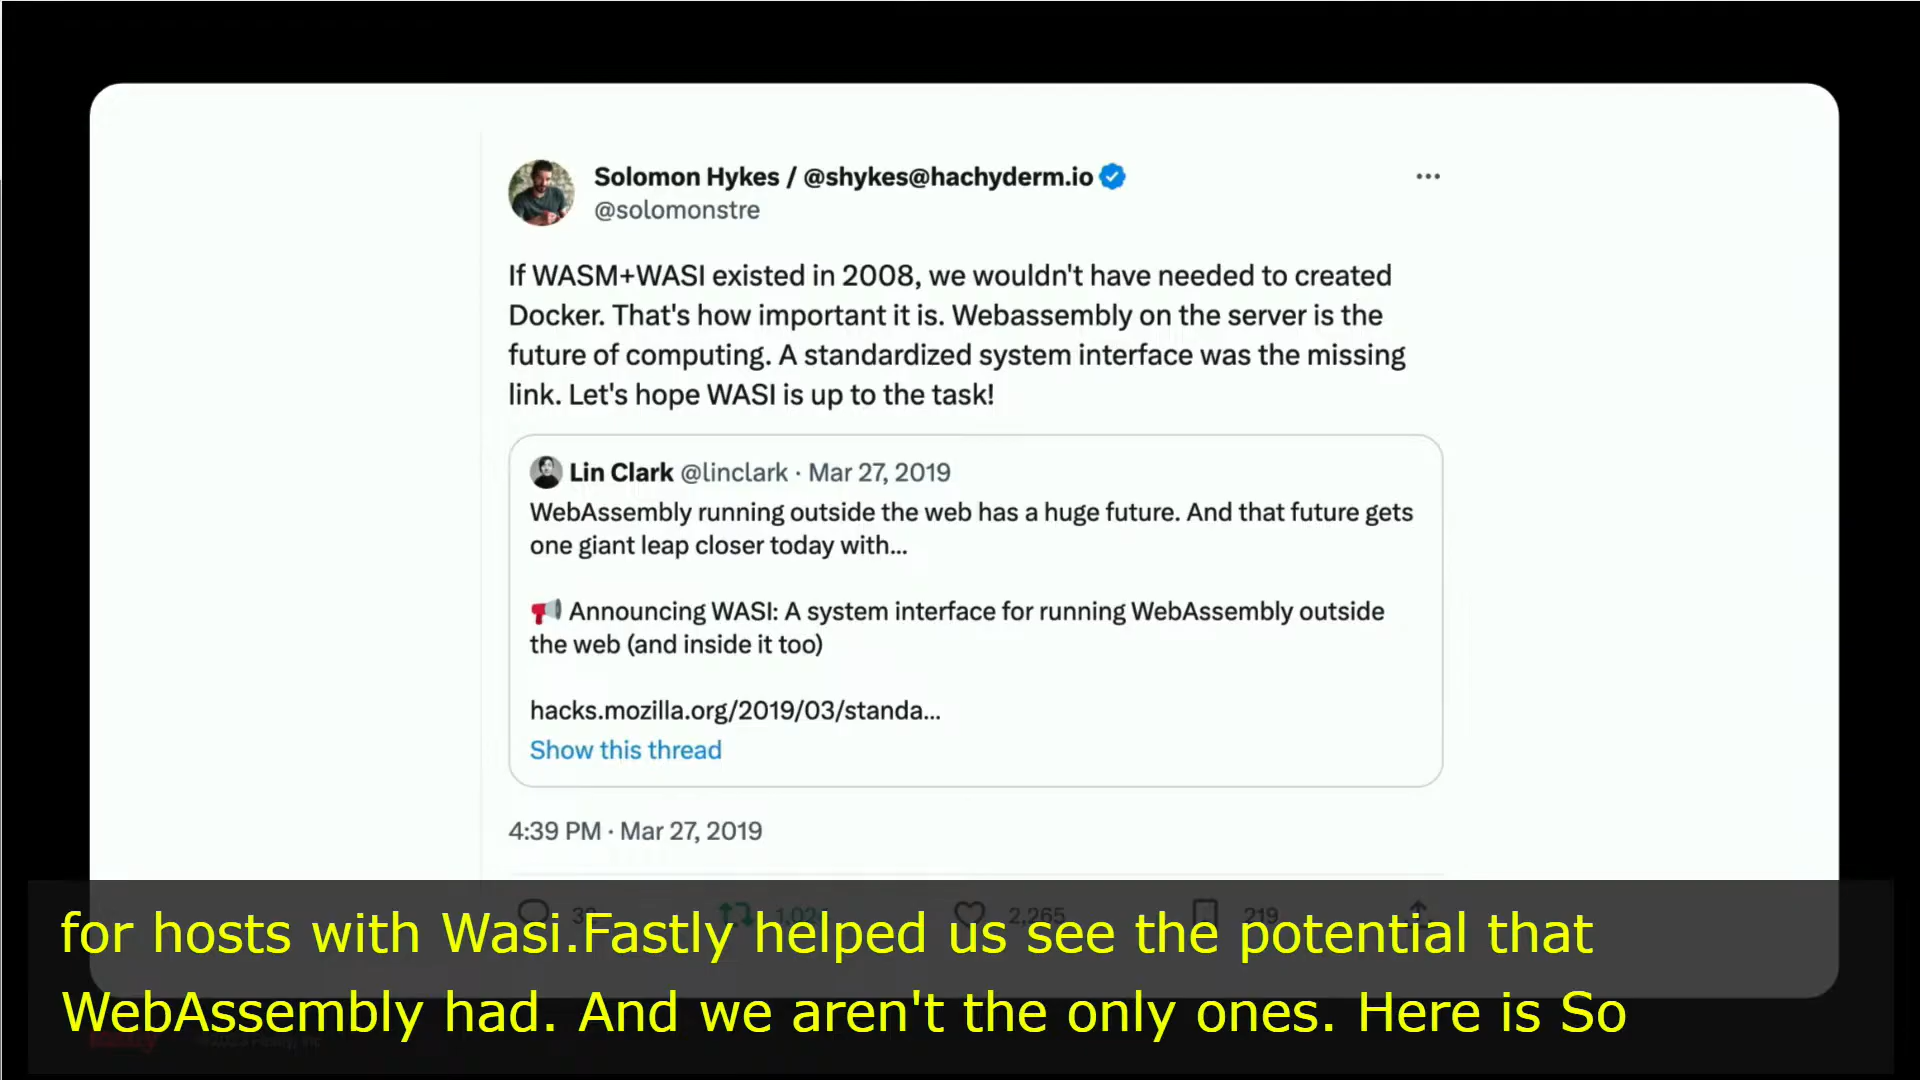 Solomon Hykes / @shykes@hachyderm.io
@solomonstre
If WASM+WASI existed in 2008, we wouldn't have needed to created
Docker. That's how important it is. Webassembly on the server is the
future of computing. A standardized system interface was the missing
link. Let's hope WASI is up to the task!
Lin Clark @linclark · Mar 27, 2019
WebAssembly running outside the web has a huge future. And that future gets
one giant leap closer today with...
Announcing WASI: A system interface for running WebAssembly outside
the web (and inside it too)
hacks.mozilla.org/2019/03/standa...
Show this thread
4:39 PM · Mar 27, 2019
2,265 219
for hosts with Wasi.Fastly helped us see the potential that
WebAssembly had. And we aren't the only ones. Here is So